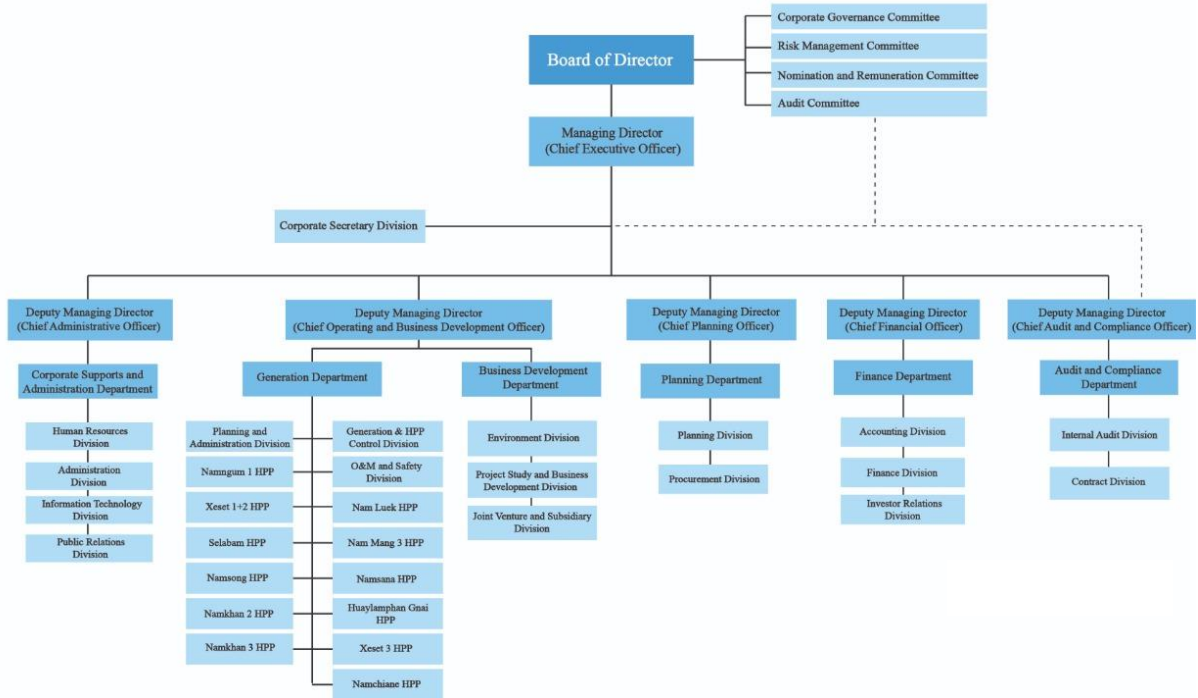 Board of Director
Corporate Governance Committee
Risk Management Committee
Nomination and Remuneration Committee
Audit Committee
Managing Director
(Chief Executive Officer)
Corporate Secretary Division
Deputy Managing Director
(Chief Administrative Officer)
Deputy Managing Director
(Chief Operating and Business Development Officer)
Deputy Managing Director
(Chief Planning Officer)
Deputy Managing Director
(Chief Financial Officer)
Deputy Managing Director
(Chief Audit and Compliance Officer)
Corporate Supports and
Administration Department
Human Resources
Division
Administration
Division
Information Technology
Division
Public Relations
Division
Generation Department
Planning and
Administration Division
Namngum 1 HPP
Xeset 1+2 HPP
Selabam HPP
Namsong HPP
Namkhan 2 HPP
Namkhan 3 HPP
Generation & HPP
Control Division
O&M and Safety
Division
Nam Luek HPP
Nam Mang 3 HPP
Namsana HPP
Huaylamphan Gnai
HPP
Xeset 3 HPP
Namchiane HPP
Business Development
Department
Environment Division
Project Study and Business
Development Division
Joint Venture and Subsidiary
Division
Planning Department
Planning Division
Procurement Division
Finance Department
Accounting Division
Finance Division
Investor Relations
Division
Audit and Compliance
Department
Internal Audit Division
Contract Division